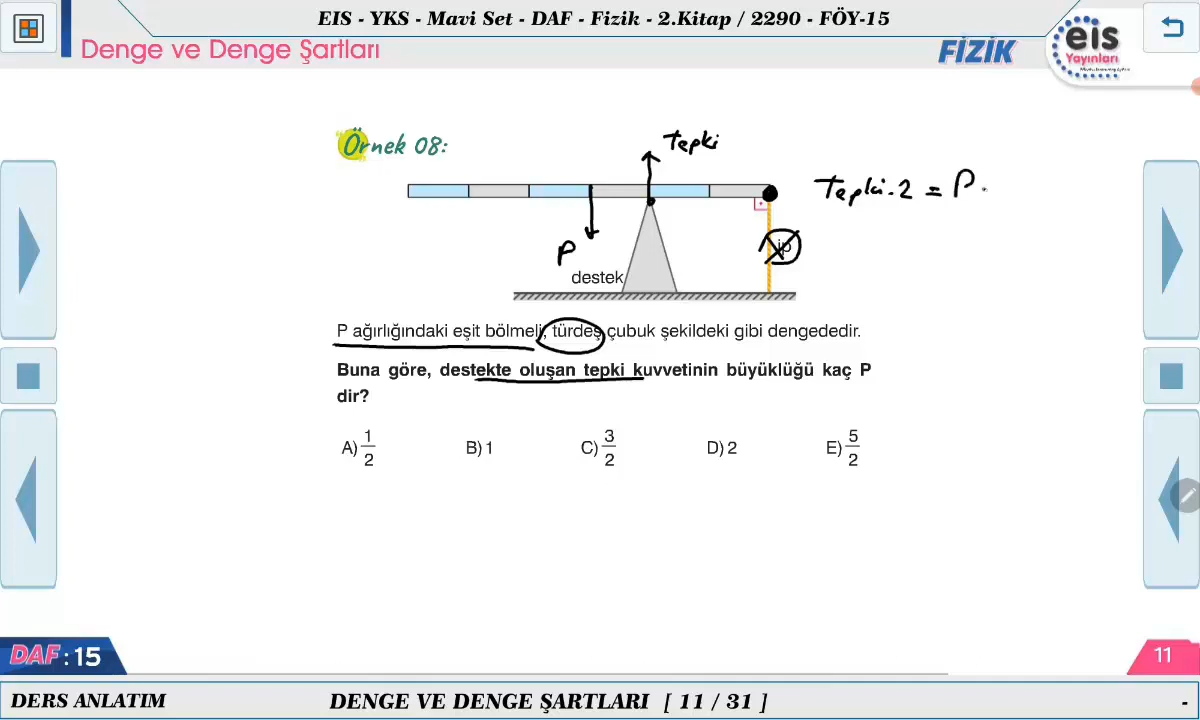 EIS - YKS - Mavi Set - DAF - Fizik - 2.Kitap / 2290 - FÖY-15
Denge ve Denge Şartları
FİZİK
eis
Yayınları
Örnek 08:
Tepki
Tepki.2 = P.
P
ip
destek
P ağırlığındaki eşit bölmeli, türdeş çubuk şekildeki gibi dengededir.
Buna göre, destekte oluşan tepki kuvvetinin büyüklüğü kaç P
dir?
A) 1/2 B) 1 C) 3/2 D) 2 E) 5/2
DAF : 15
11
DERS ANLATIM
DENGE VE DENGE ŞARTLARI [ 11 / 31 ]
-